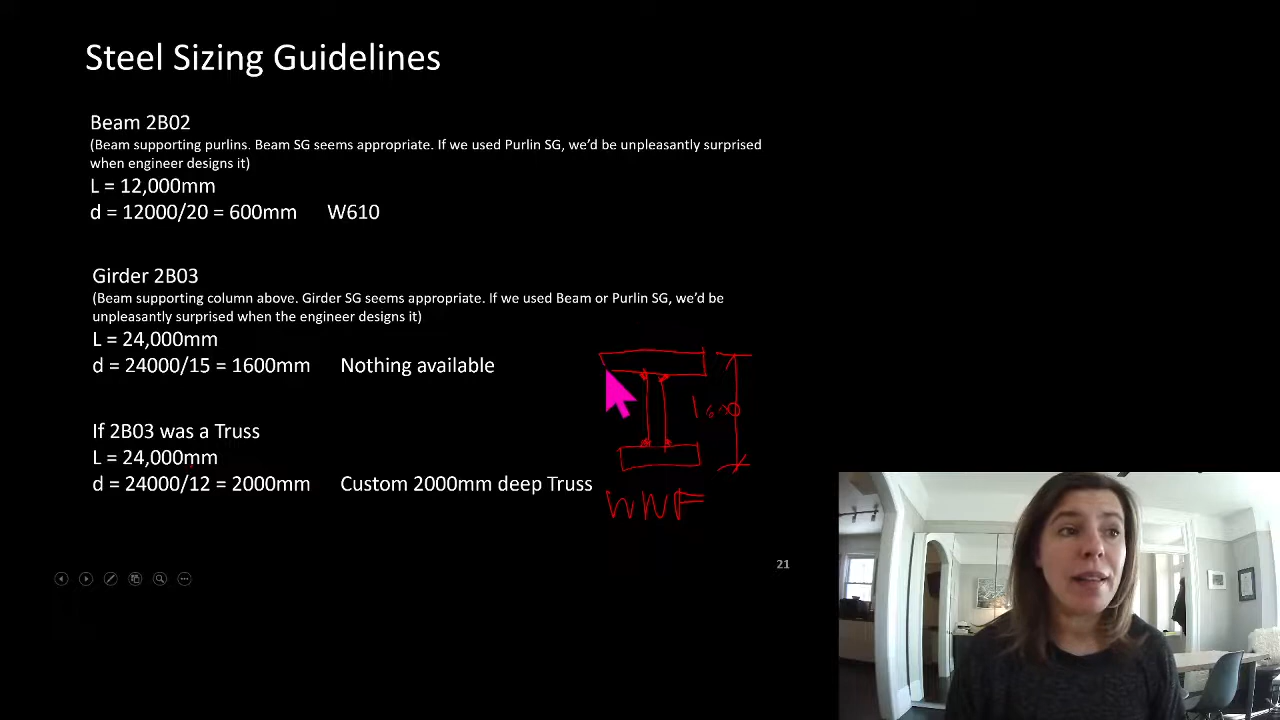 Steel Sizing Guidelines
Beam 2B02
(Beam supporting purlins. Beam SG seems appropriate. If we used Purlin SG, we'd be unpleasantly surprised
when engineer designs it)
L = 12,000mm
d = 12000/20 = 600mm W610
Girder 2B03
(Beam supporting column above. Girder SG seems appropriate. If we used Beam or Purlin SG, we'd be
unpleasantly surprised when the engineer designs it)
L = 24,000mm
d = 24000/15 = 1600mm Nothing available
1600
If 2B03 was a Truss
L = 24,000mm
d = 24000/12 = 2000mm Custom 2000mm deep Truss
WWF
21